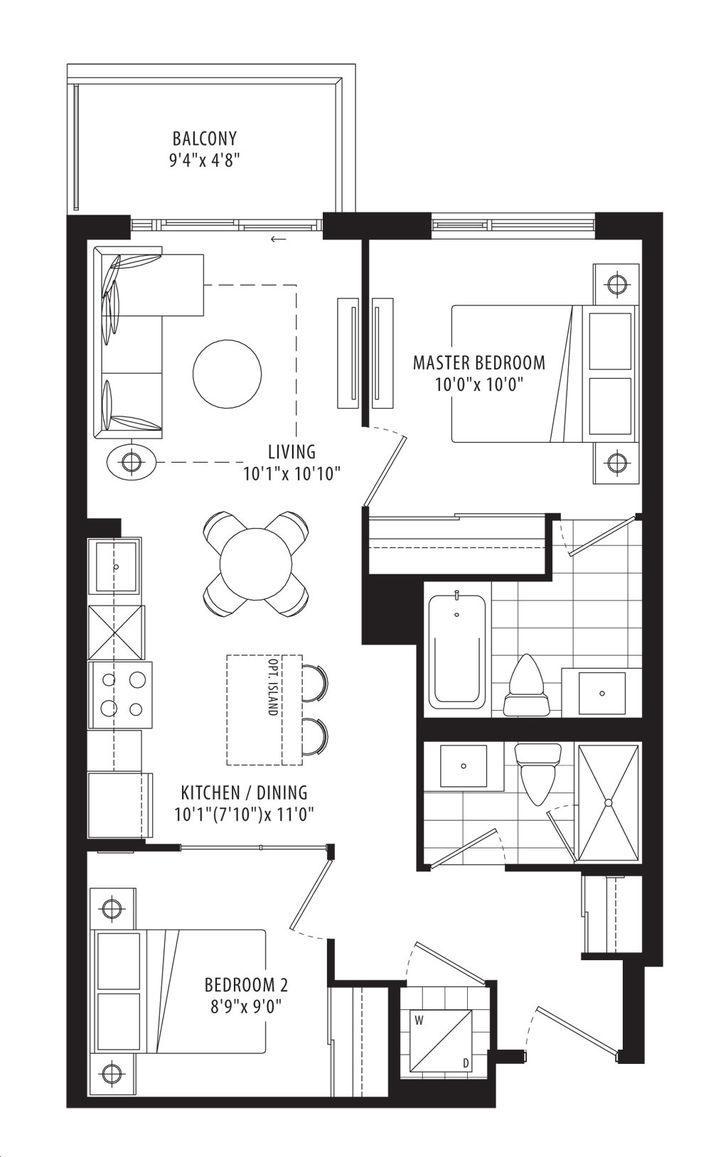 BALCONY
9'4"x 4'8"
MASTER BEDROOM
10'0"x 10'0"
LIVING
10'1"x 10'10"
OPT. ISLAND
KITCHEN / DINING
10'1"(7'10")x 11'0"
BEDROOM 2
8'9"x 9'0"
W
D